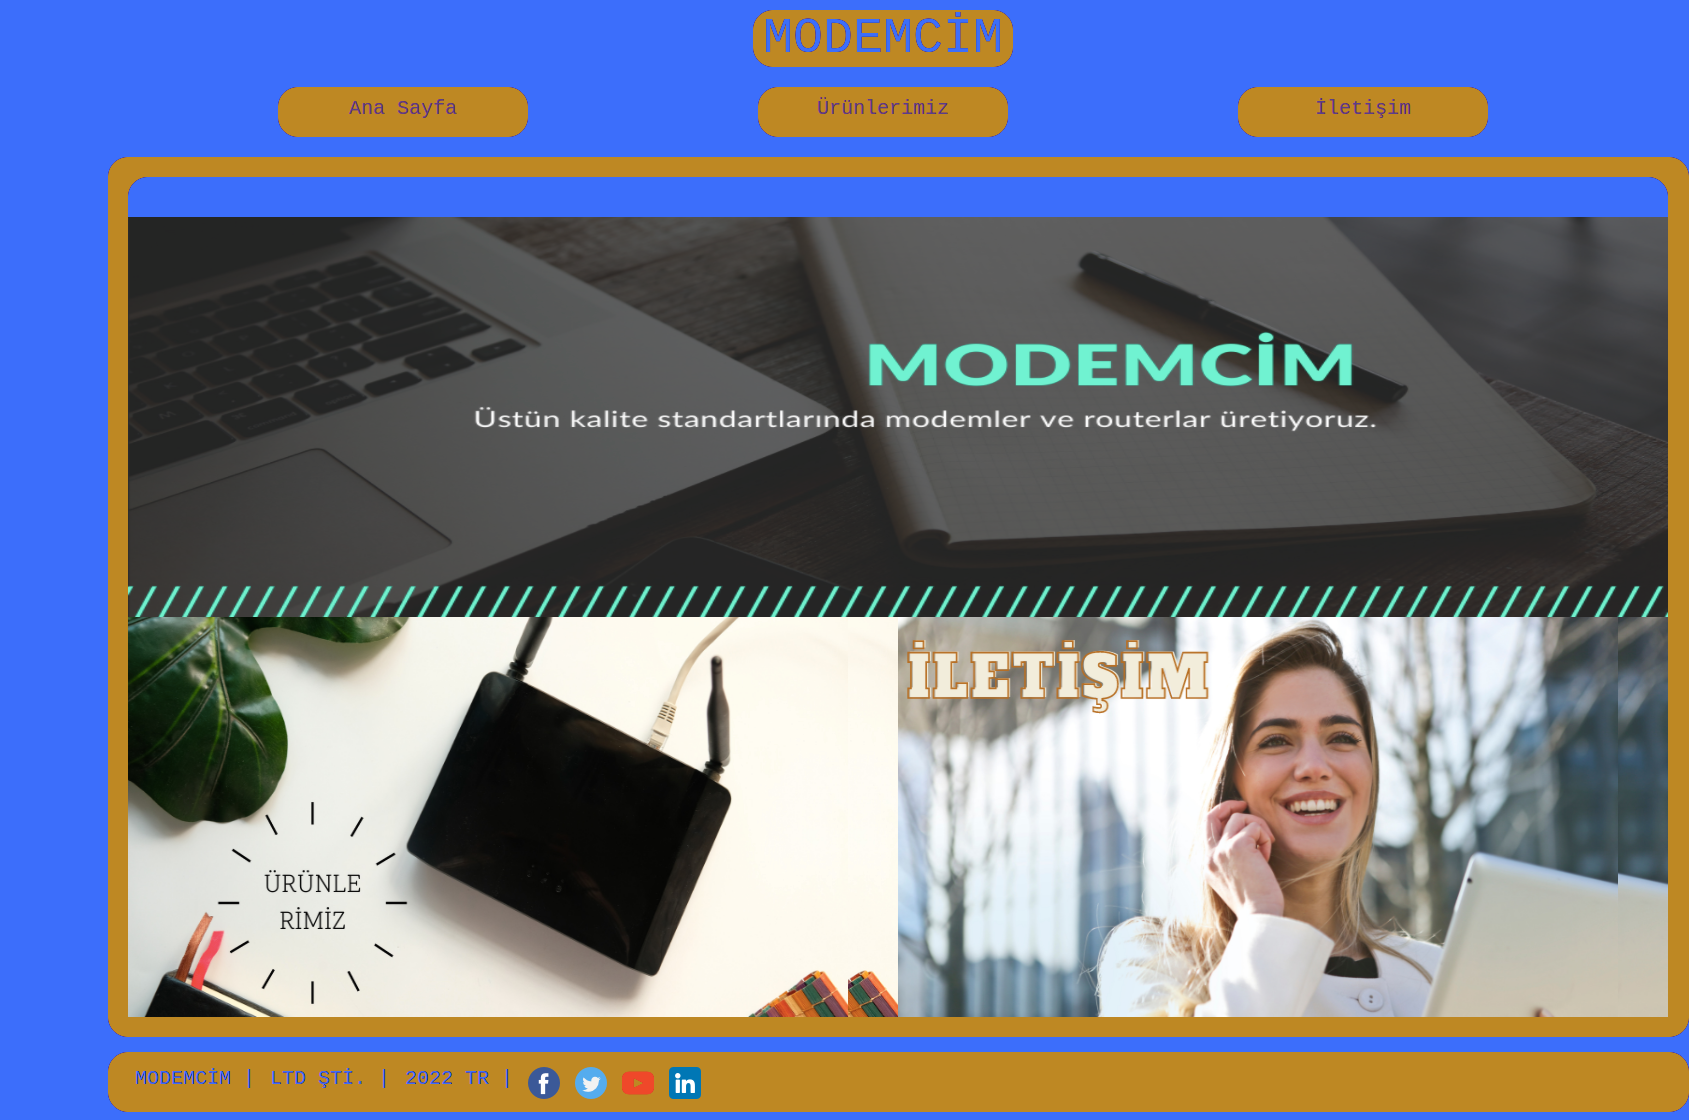 MODEMCİM
Ana Sayfa
Ürünlerimiz
İletişim
MODEMCİM
Üstün kalite standartlarında modemler ve routerlar üretiyoruz.
ÜRÜNLE
RİMİZ
İLETİŞİM
MODEMCİM | LTD ŞTİ. | 2022 TR |